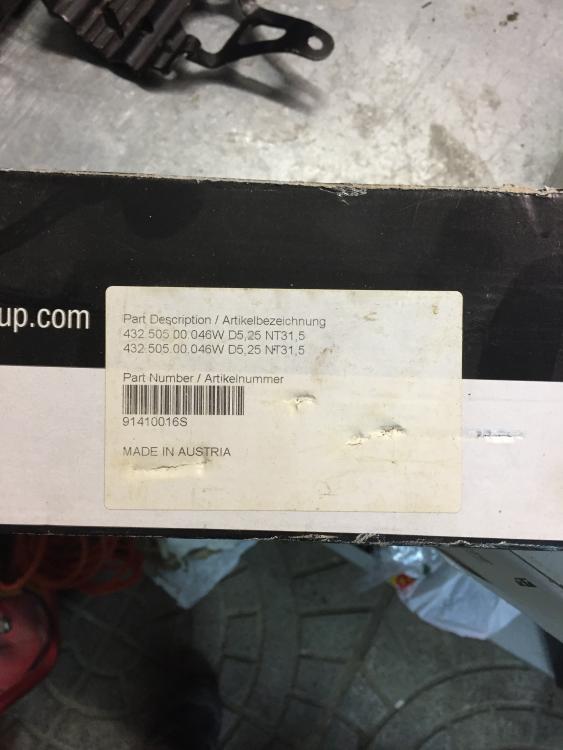 up.com
Part Description / Artikelbezeichnung
432.505.00.046W D5,25 NT31,5
432.505.00.046W D5,25 NT31,5
Part Number / Artikelnummer
91410016S
MADE IN AUSTRIA